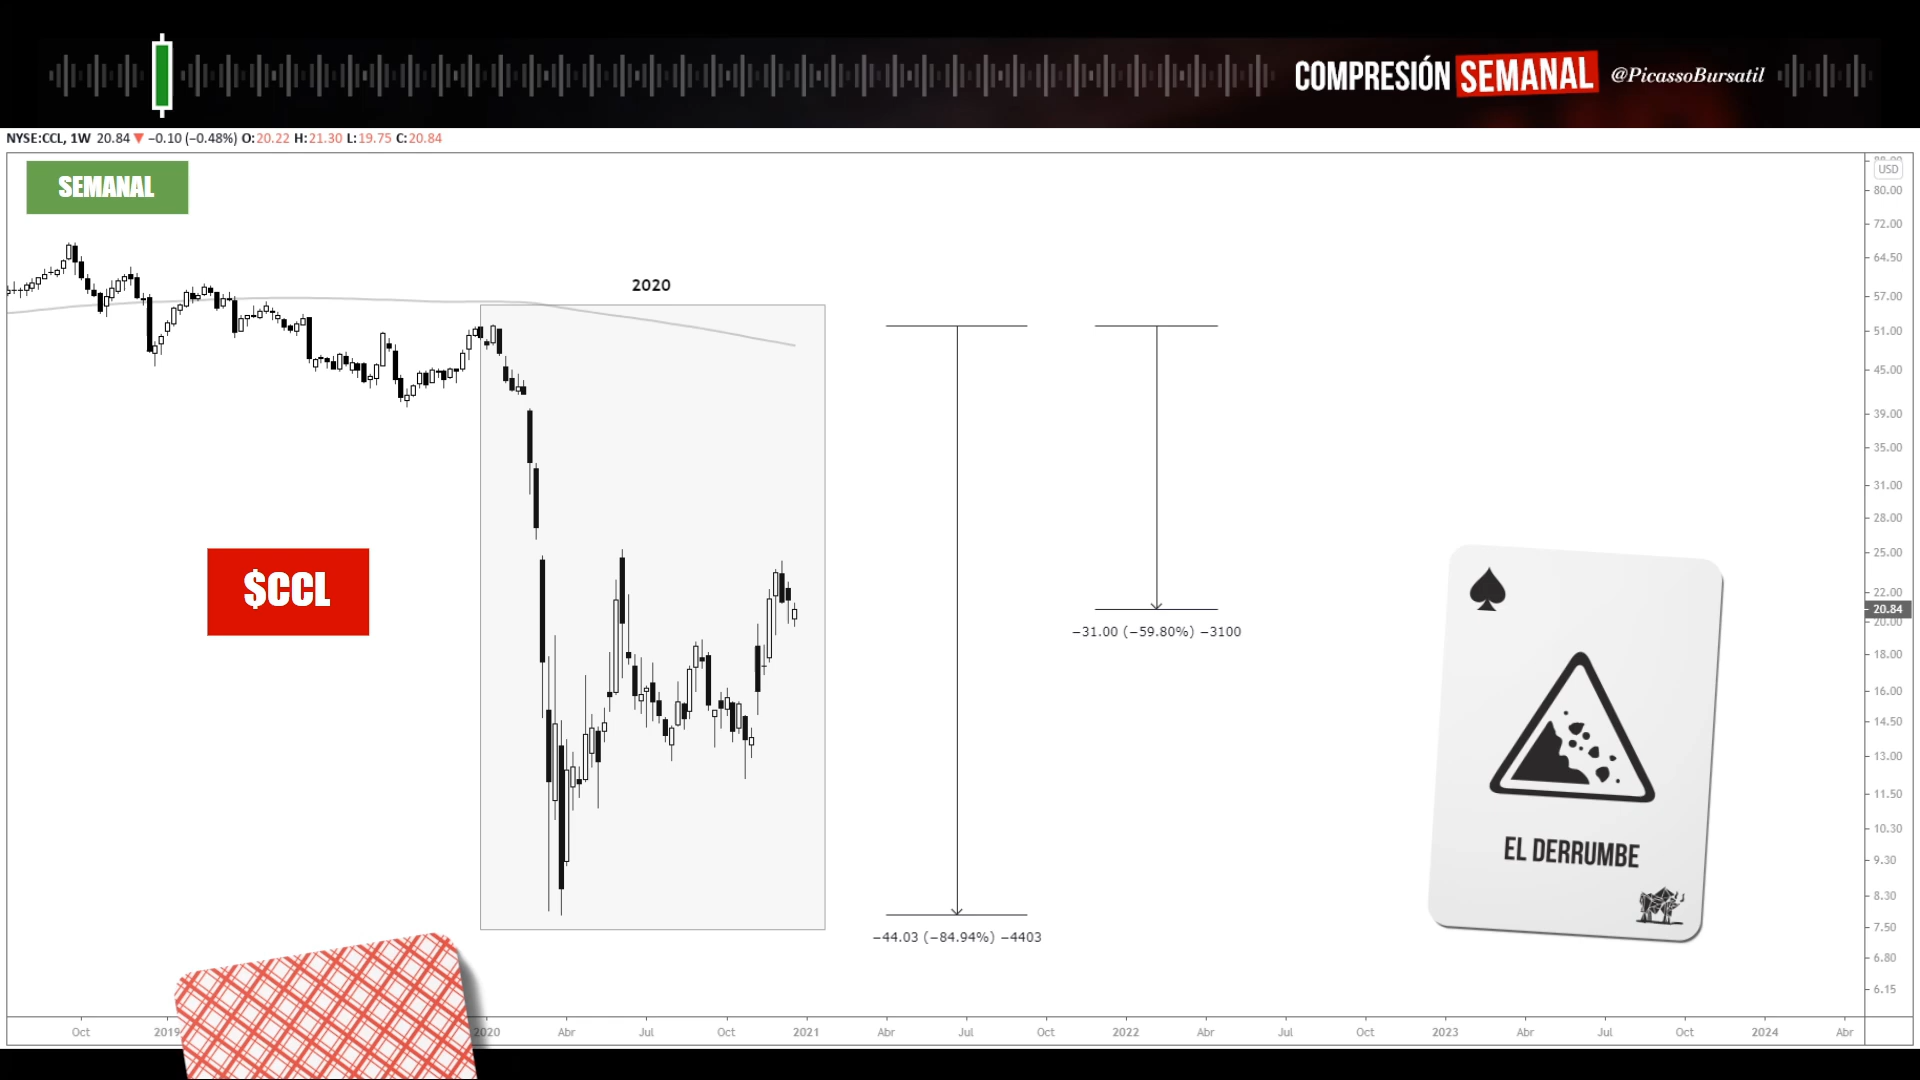 COMPRESIÓN SEMANAL @PicassoBursatil
NYSE:CCL, 1W 20.84 ▼ −0.10 (−0.48%) O:20.22 H:21.30 L:19.75 C:20.84
SEMANAL
USD
80.00
72.00
64.50
2020
57.00
51.00
45.00
39.00
35.00
31.00
28.00
25.00
$CCL
22.00
20.84
20.00
−31.00 (−59.80%) −3100
18.00
16.00
14.50
13.00
11.50
10.30
EL DERRUMBE
9.30
8.30
7.50
−44.03 (−84.94%) −4403
6.80
6.15
Oct 2019 2020 Abr Jul Oct 2021 Abr Jul Oct 2022 Abr Jul Oct 2023 Abr Jul Oct 2024 Abr